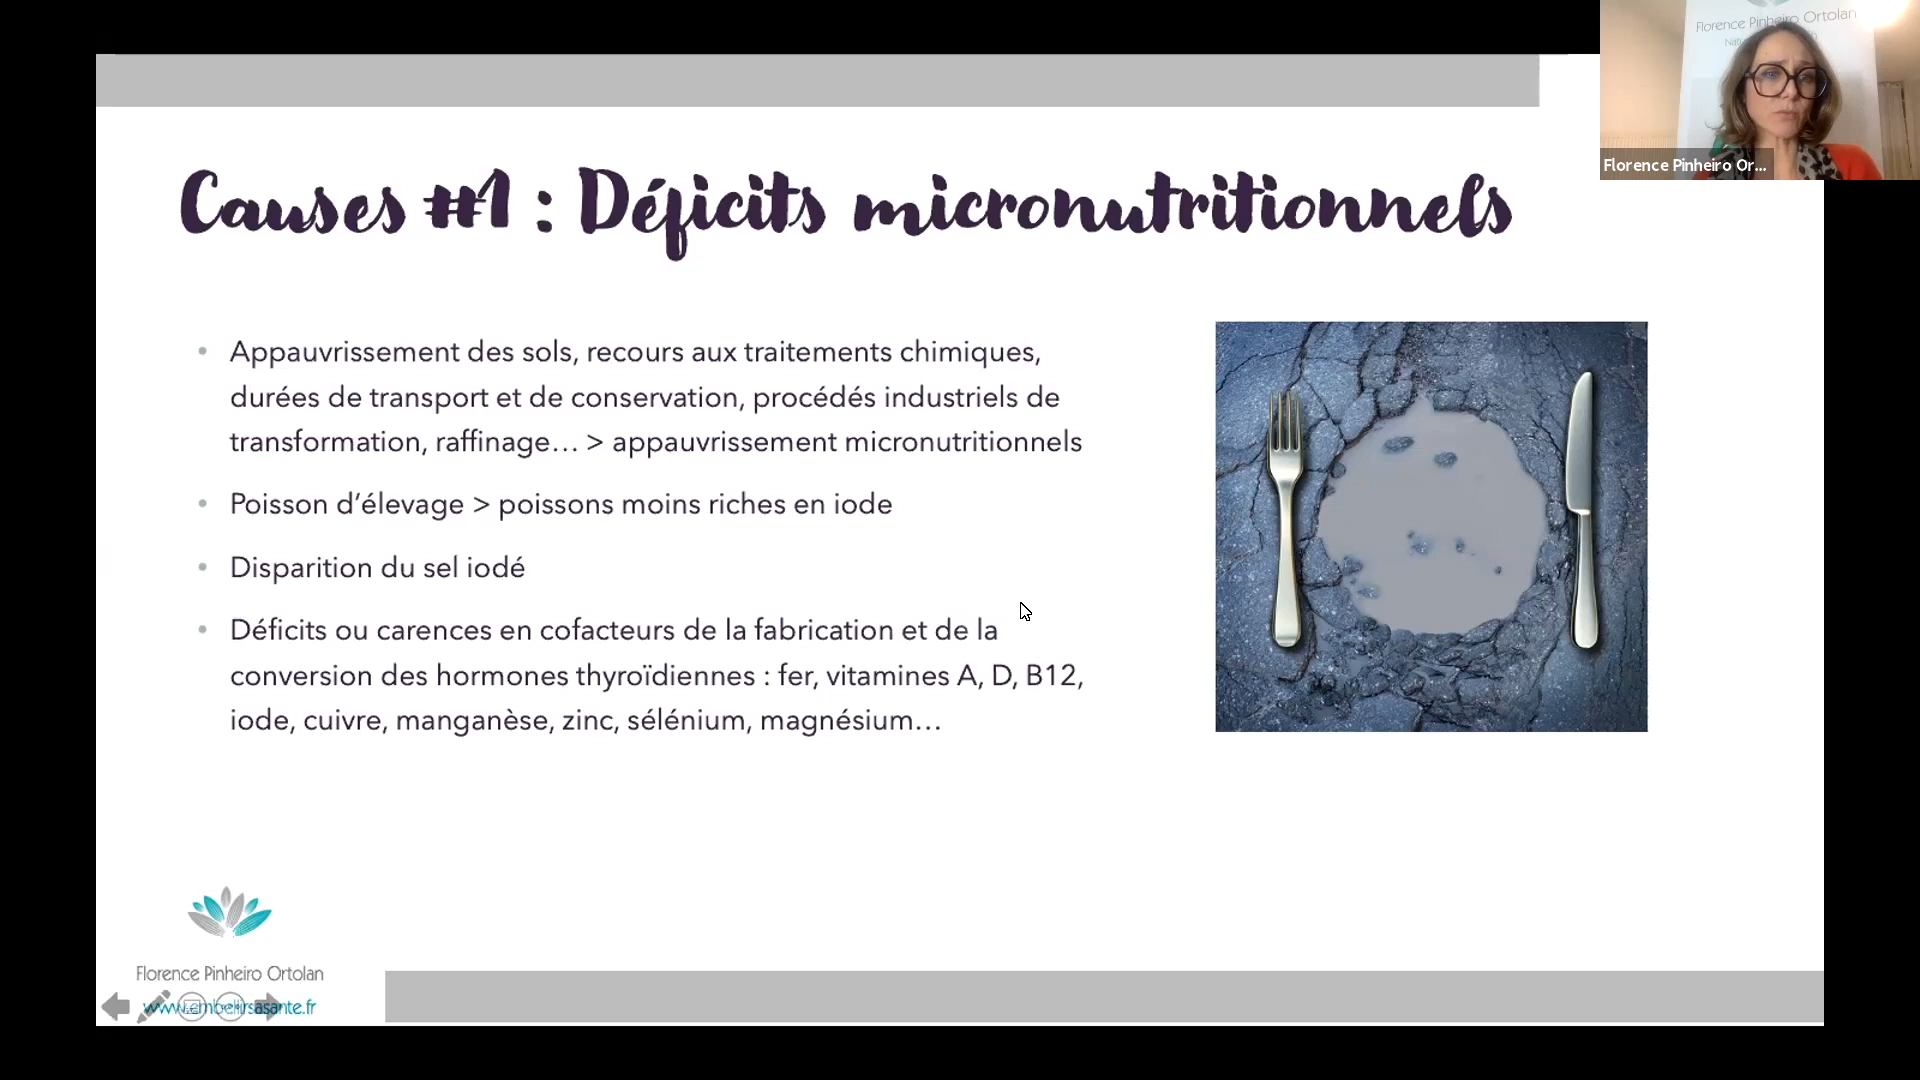 Florence Pinheiro Ortolan
Florence Pinheiro Or...
Causes #1 : Déficits micronutritionnels
• Appauvrissement des sols, recours aux traitements chimiques,
durées de transport et de conservation, procédés industriels de
transformation, raffinage… > appauvrissement micronutritionnels
• Poisson d’élevage > poissons moins riches en iode
• Disparition du sel iodé
• Déficits ou carences en cofacteurs de la fabrication et de la
conversion des hormones thyroïdiennes : fer, vitamines A, D, B12,
iode, cuivre, manganèse, zinc, sélénium, magnésium…
Florence Pinheiro Ortolan
www.embellirsasante.fr